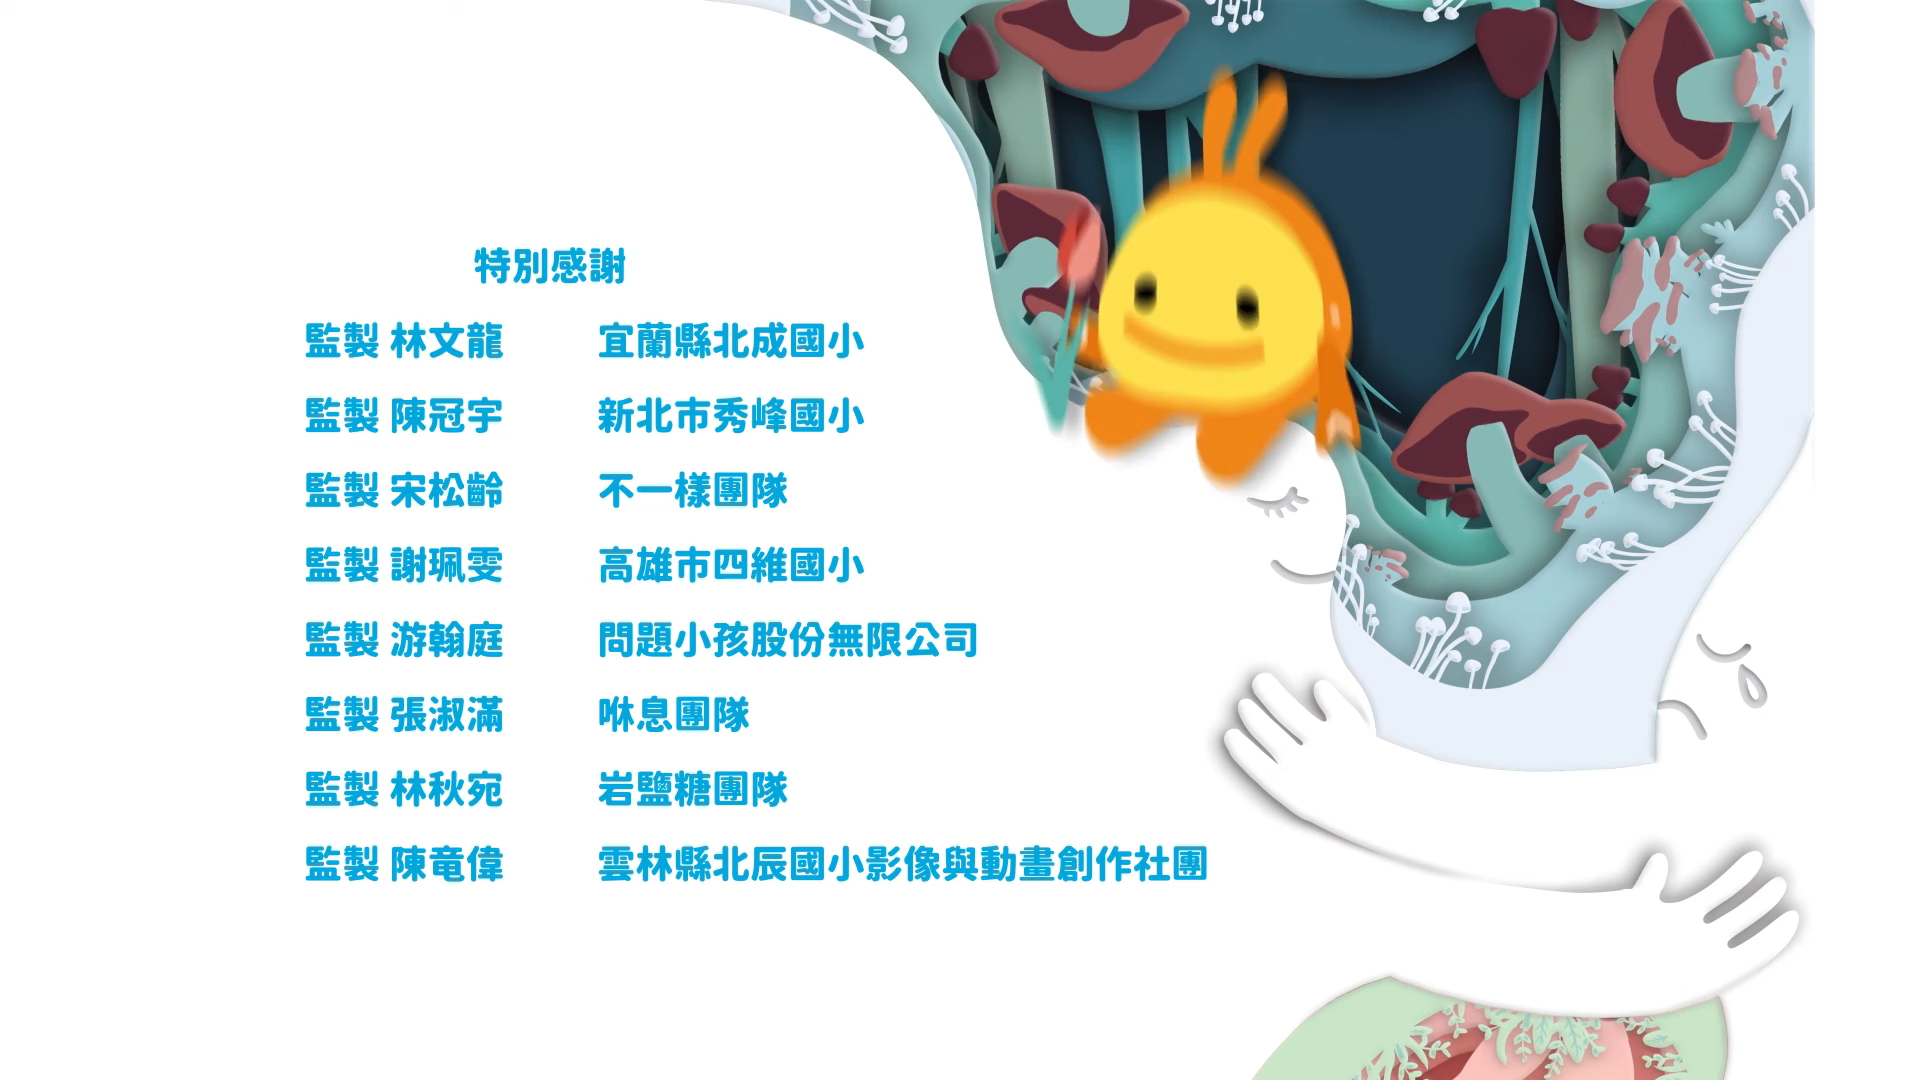 特別感謝
監製 林文龍 宜蘭縣北成國小
監製 陳冠宇 新北市秀峰國小
監製 宋松齡 不一樣團隊
監製 謝珮雯 高雄市四維國小
監製 游翰庭 問題小孩股份無限公司
監製 張淑滿 咻息團隊
監製 林秋宛 岩鹽糖團隊
監製 陳竜偉 雲林縣北辰國小影像與動畫創作社團